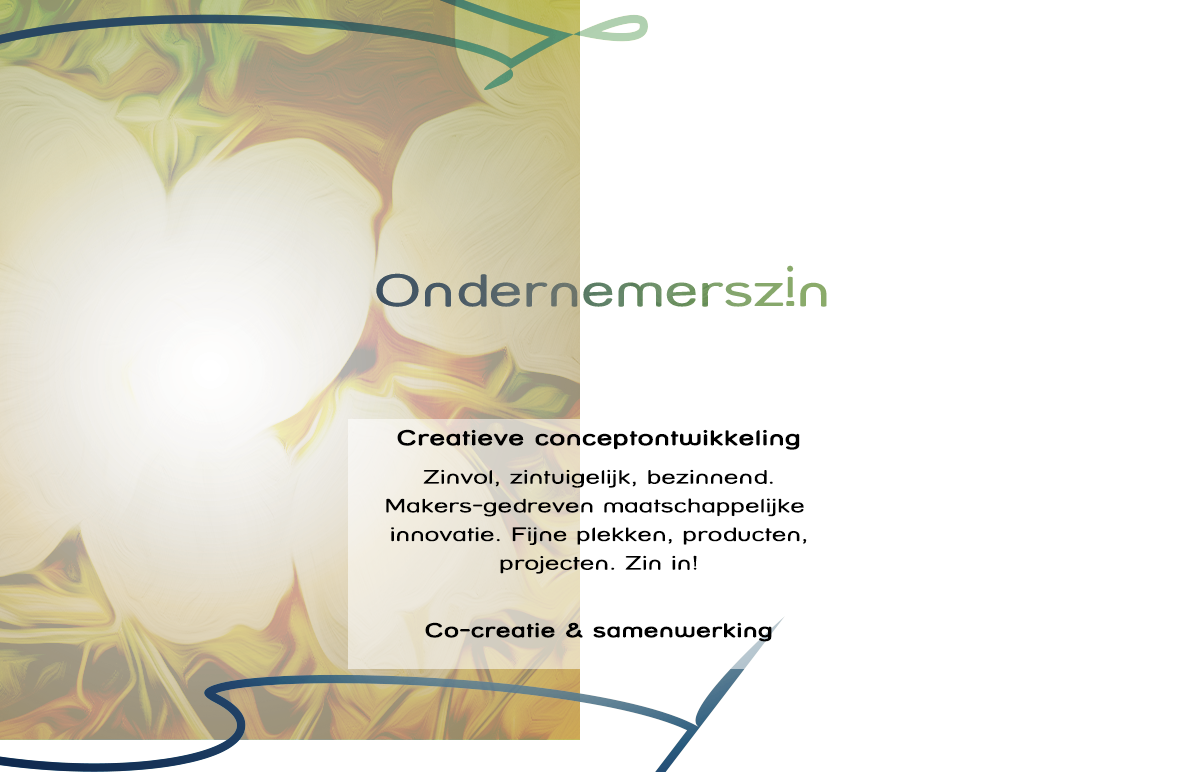 Ondernemersz!n
Creatieve conceptontwikkeling
Zinvol, zintuigelijk, bezinnend.
Makers-gedreven maatschappelijke
innovatie. Fijne plekken, producten,
projecten. Zin in!
Co-creatie & samenwerking